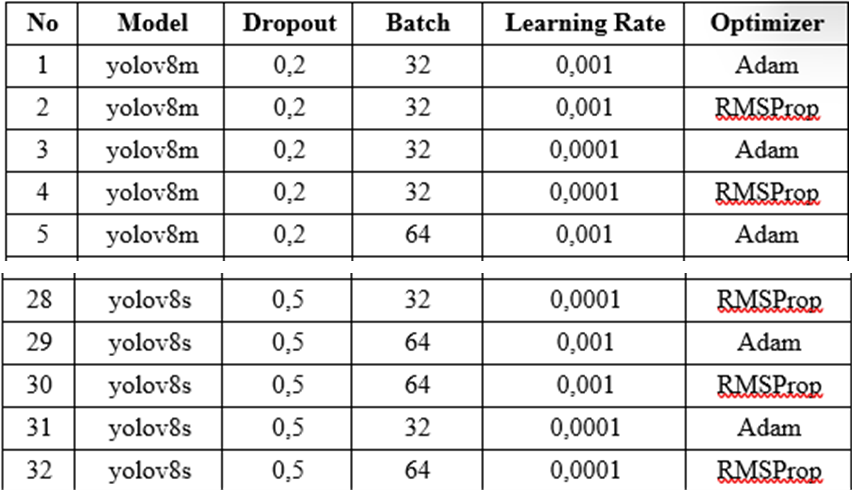 No Model Dropout Batch Learning Rate Optimizer
1 yolov8m 0,2 32 0,001 Adam
2 yolov8m 0,2 32 0,001 RMSProp
3 yolov8m 0,2 32 0,0001 Adam
4 yolov8m 0,2 32 0,0001 RMSProp
5 yolov8m 0,2 64 0,001 Adam
28 yolov8s 0,5 32 0,0001 RMSProp
29 yolov8s 0,5 64 0,001 Adam
30 yolov8s 0,5 64 0,001 RMSProp
31 yolov8s 0,5 32 0,0001 Adam
32 yolov8s 0,5 64 0,0001 RMSProp